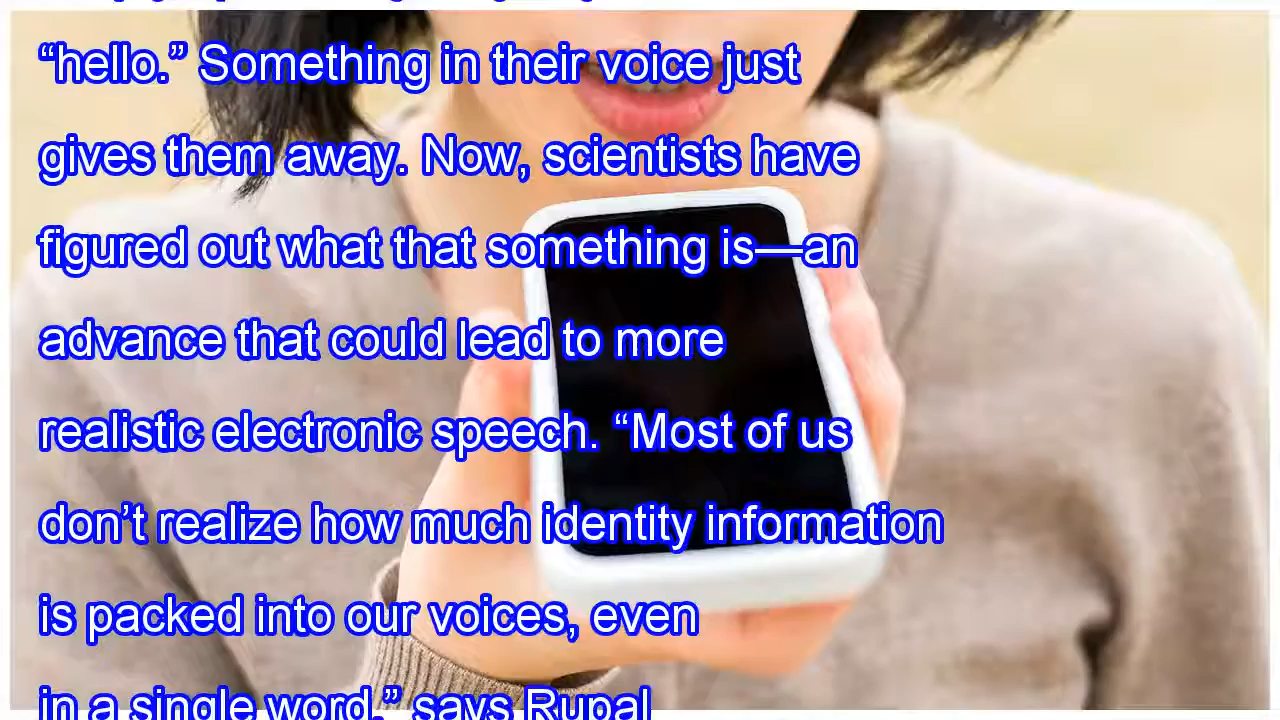 “hello.” Something in their voice just
gives them away. Now, scientists have
figured out what that something is—an
advance that could lead to more
realistic electronic speech. “Most of us
don’t realize how much identity information
is packed into our voices, even
in a single word,” says Rupal